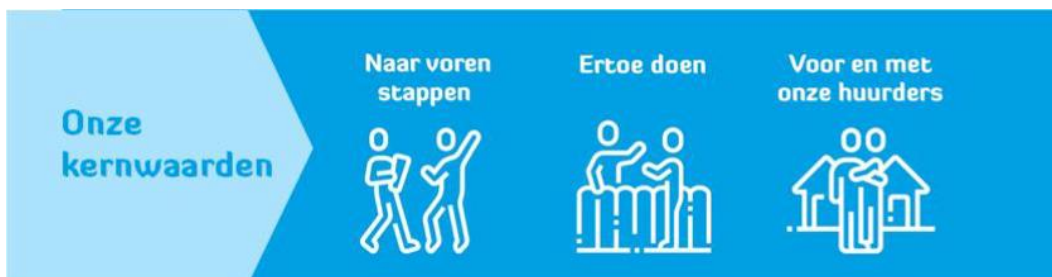 Onze
kernwaarden
Naar voren
stappen
Ertoe doen
Voor en met
onze huurders